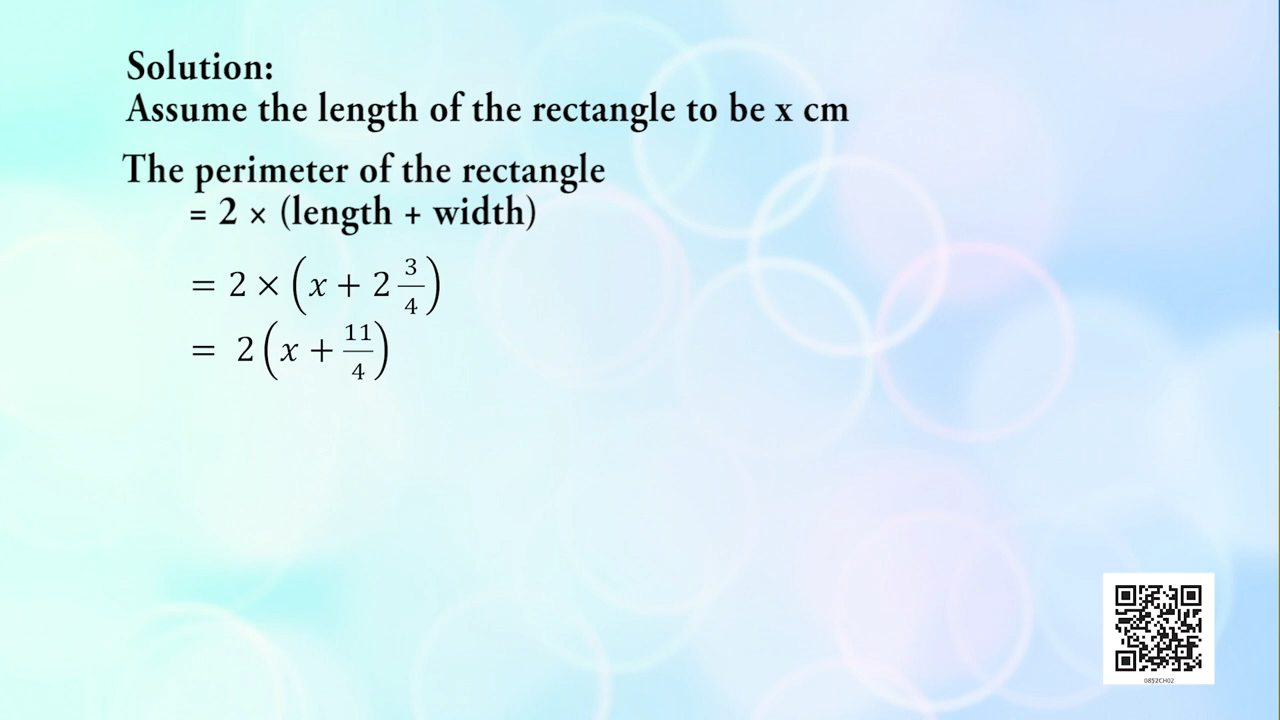 Solution:
Assume the length of the rectangle to be x cm
The perimeter of the rectangle
= 2 × (length + width)
= 2 × (x + 2 3/4)
= 2 (x + 11/4)
0852CH02